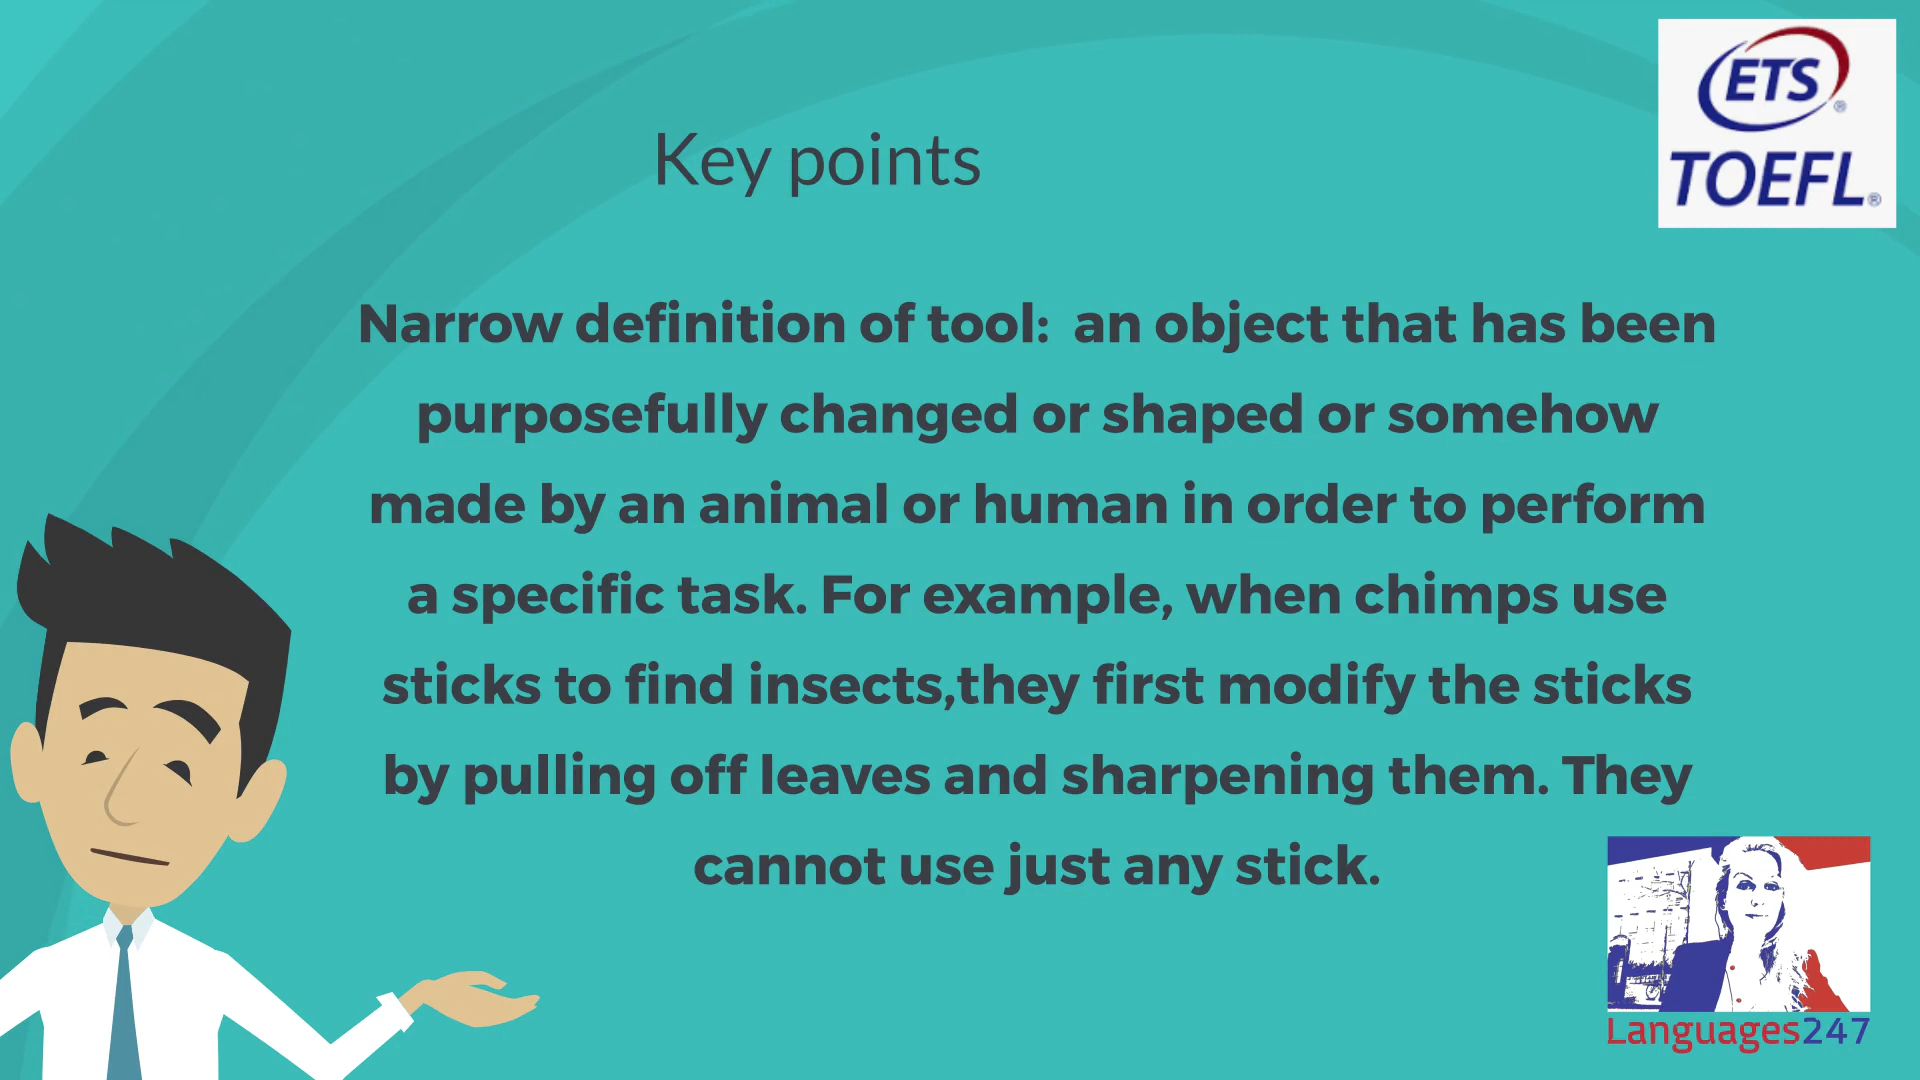 ETS®
TOEFL®
Key points
Narrow definition of tool: an object that has been
purposefully changed or shaped or somehow
made by an animal or human in order to perform
a specific task. For example, when chimps use
sticks to find insects,they first modify the sticks
by pulling off leaves and sharpening them. They
cannot use just any stick.
Languages247